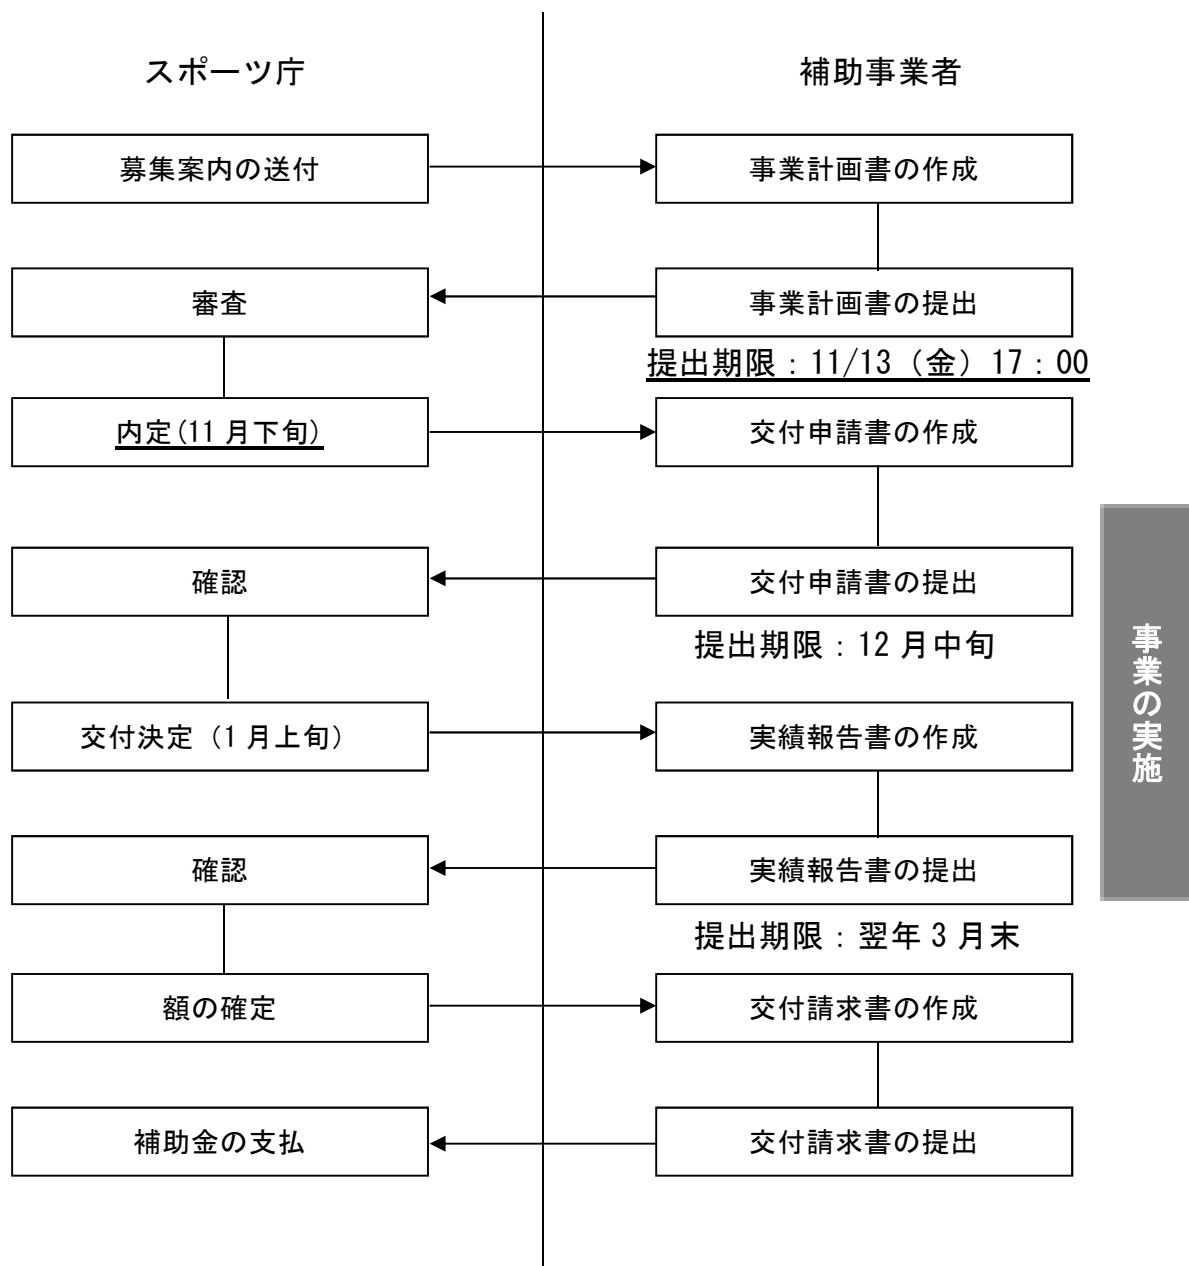 スポーツ庁
補助事業者
募集案内の送付
事業計画書の作成
審査
事業計画書の提出
提出期限：11/13（金）17：00
内定(11月下旬)
交付申請書の作成
確認
交付申請書の提出
提出期限：12月中旬
交付決定（1月上旬）
実績報告書の作成
確認
実績報告書の提出
提出期限：翌年3月末
額の確定
交付請求書の作成
補助金の支払
交付請求書の提出
事業の実施